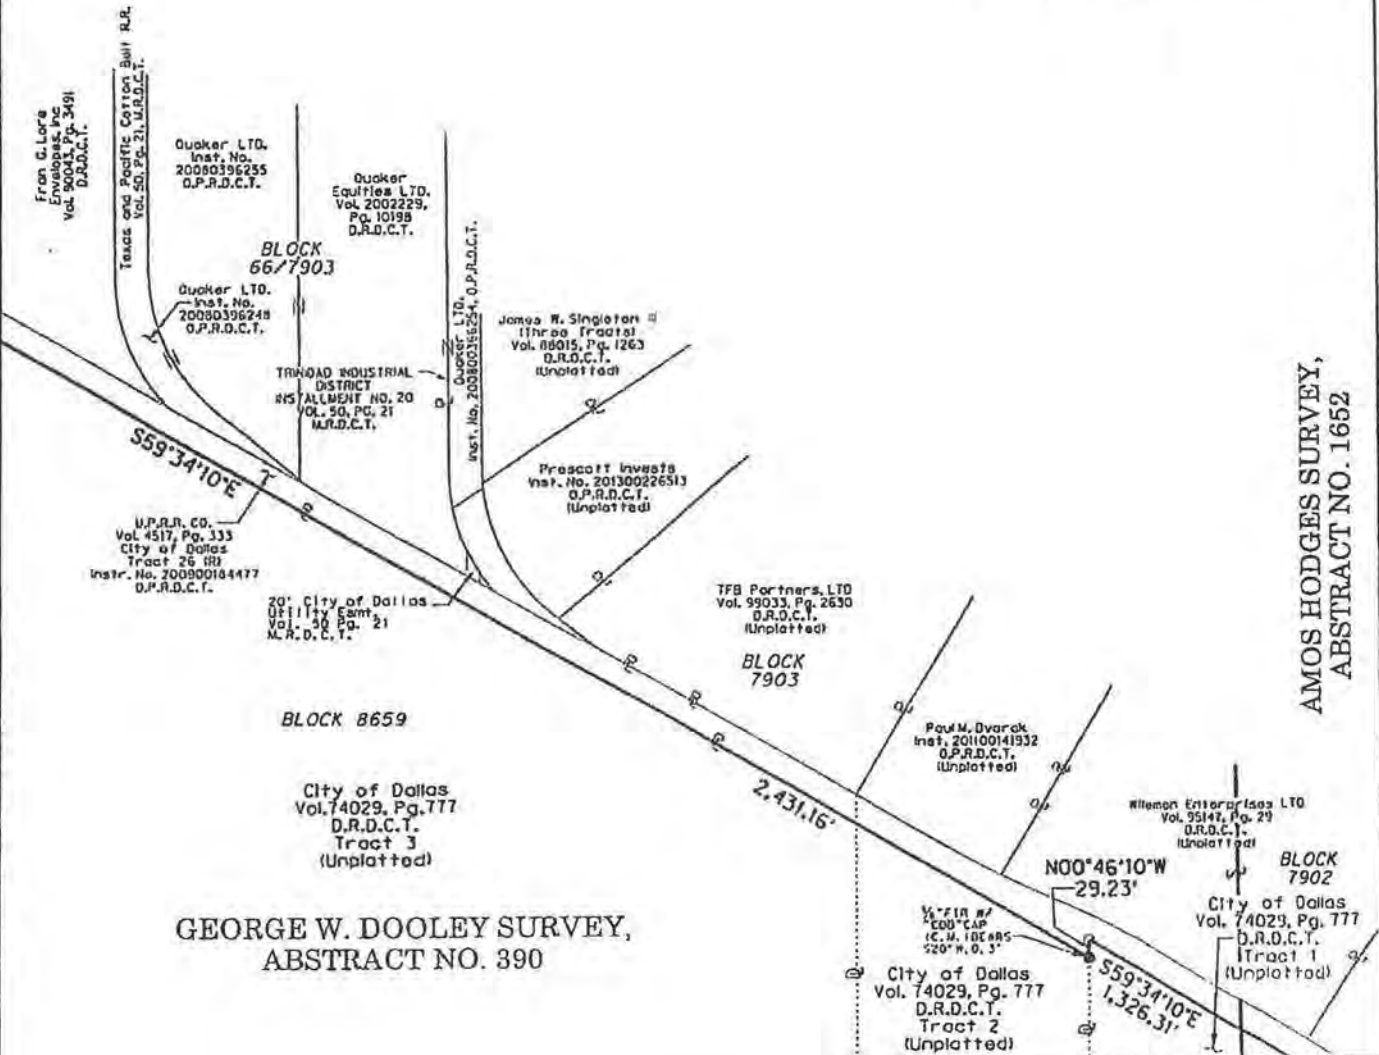 Fran G. Lore
Envelopes, Inc
Vol. 90043, Pg. 3491
D.R.D.C.T.
Texas and Pacific Cotton Belt R.R.
Vol. 50, Pg. 21, M.R.D.C.T.
Quaker LTD.
Inst. No.
20080396255
O.P.R.D.C.T.
Quaker
Equities LTD.
Vol. 2002229,
Pg. 10198
D.R.D.C.T.
BLOCK
66/7903
Quaker LTD.
Inst. No.
20080396248
O.P.R.D.C.T.
Quaker LTD.
Inst. No. 20080396254, O.P.R.D.C.T.
James W. Singleton
(Three Tracts)
Vol. 88015, Pg. 1263
D.R.D.C.T.
(Unplatted)
TRINIDAD INDUSTRIAL
DISTRICT
INSTALLMENT NO. 20
VOL. 50, PG. 21
M.R.D.C.T.
Prescott Invests
Inst. No. 201300226513
O.P.R.D.C.T.
(Unplatted)
S59°34'10"E
U.P.R.R. CO.
Vol. 4517, Pg. 333
City of Dallas
Tract 26 (R)
Instr. No. 200900184477
O.P.R.D.C.T.
20' City of Dallas
Utility Esmt.
Vol. 50 Pg. 21
M.R.D.C.T.
TFB Partners, LTD
Vol. 99033, Pg. 2630
D.R.D.C.T.
(Unplatted)
BLOCK
7903
AMOS HODGES SURVEY,
ABSTRACT NO. 1652
BLOCK 8659
Paul M. Dvorak
Inst. 201100141932
O.P.R.D.C.T.
(Unplatted)
2,431.16'
City of Dallas
Vol. 74029, Pg. 777
D.R.D.C.T.
Tract 3
(Unplatted)
Wilemon Enterprises LTD
Vol. 95147, Pg. 29
D.R.D.C.T.
(Unplatted)
BLOCK
7902
N00°46'10"W
29.23'
GEORGE W. DOOLEY SURVEY,
ABSTRACT NO. 390
City of Dallas
Vol. 74029, Pg. 777
D.R.D.C.T.
Tract 1
(Unplatted)
CAP
City of Dallas
Vol. 74029, Pg. 777
D.R.D.C.T.
Tract 2
(Unplatted)
S59°34'10"E
1,326.31'